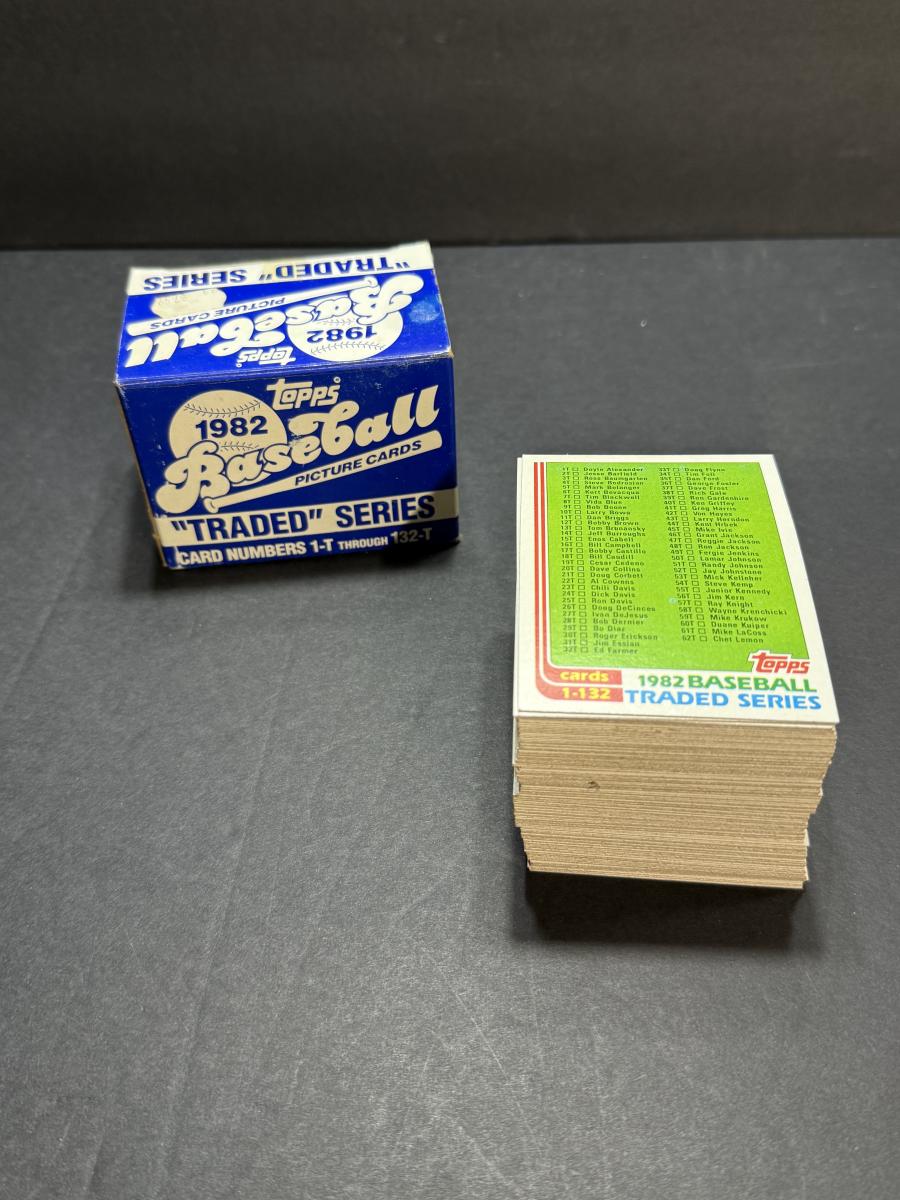 "TRADED" SERIES
PICTURE CARDS
Baseball
1982
topps
topps
1982
Baseball
PICTURE CARDS
"TRADED" SERIES
CARD NUMBERS 1-T THROUGH 132-T
1T Doyle Alexander
2T Jesse Barfield
3T Ross Baumgarten
4T Steve Bedrosian
5T Mark Belanger
6T Kurt Bevacqua
7T Tim Blackwell
8T Vida Blue
9T Bob Boone
10T Larry Bowa
11T Dan Briggs
12T Bobby Brown
13T Tom Brunansky
14T Jeff Burroughs
15T Enos Cabell
16T Bill Campbell
17T Bobby Castillo
18T Bill Caudill
19T Cesar Cedeno
20T Dave Collins
21T Doug Corbett
22T Al Cowens
23T Chili Davis
24T Dick Davis
25T Ron Davis
26T Doug DeCinces
27T Ivan DeJesus
28T Bob Dernier
29T Bo Diaz
30T Roger Erickson
31T Jim Essian
32T Ed Farmer
33T Doug Flynn
34T Tim Foli
35T Dan Ford
36T George Foster
37T Dave Frost
38T Rich Gale
39T Ron Gardenhire
40T Ken Griffey
41T Greg Harris
42T Von Hayes
43T Larry Herndon
44T Kent Hrbek
45T Mike Ivie
46T Grant Jackson
47T Reggie Jackson
48T Ron Jackson
49T Fergie Jenkins
50T Lamar Johnson
51T Randy Johnson
52T Jay Johnstone
53T Mick Kelleher
54T Steve Kemp
55T Junior Kennedy
56T Jim Kern
57T Ray Knight
58T Wayne Krenchicki
59T Mike Krukow
60T Duane Kuiper
61T Mike LaCoss
62T Chet Lemon
topps
cards
1-132
1982 BASEBALL
TRADED SERIES